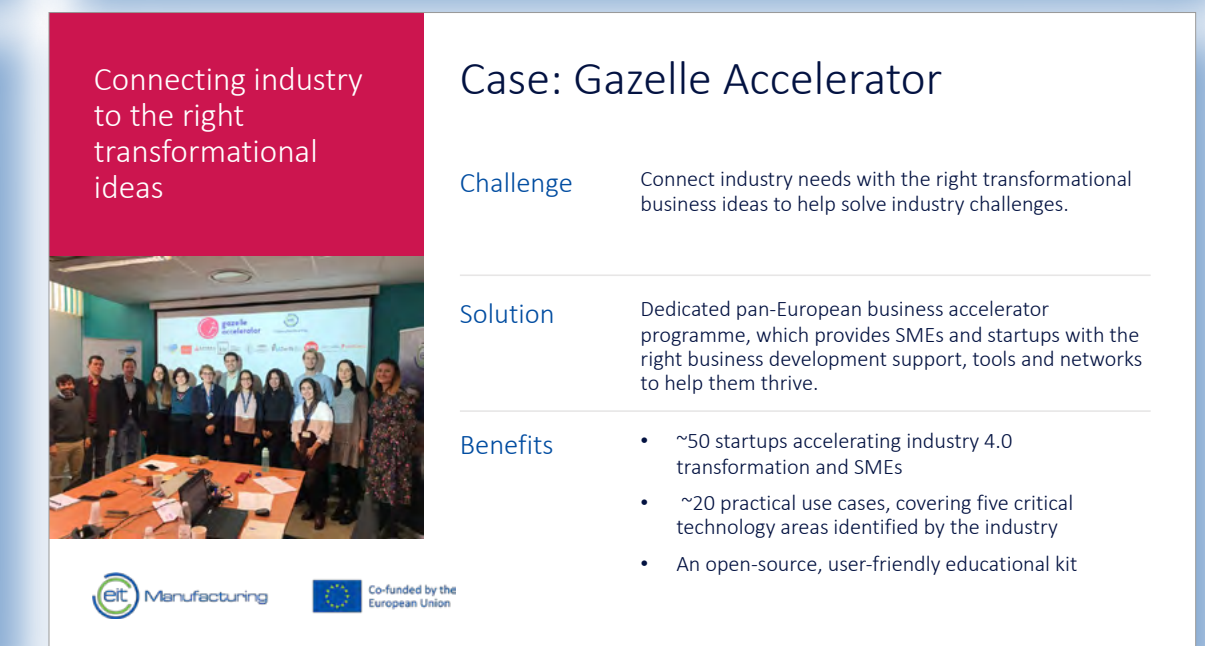 Connecting industry
to the right
transformational
ideas
Case: Gazelle Accelerator
Challenge
Connect industry needs with the right transformational
business ideas to help solve industry challenges.
Solution
Dedicated pan-European business accelerator
programme, which provides SMEs and startups with the
right business development support, tools and networks
to help them thrive.
Benefits
• ~50 startups accelerating industry 4.0
transformation and SMEs
• ~20 practical use cases, covering five critical
technology areas identified by the industry
• An open-source, user-friendly educational kit
gazelle
accelerator
eit Manufacturing
Co-funded by the
European Union